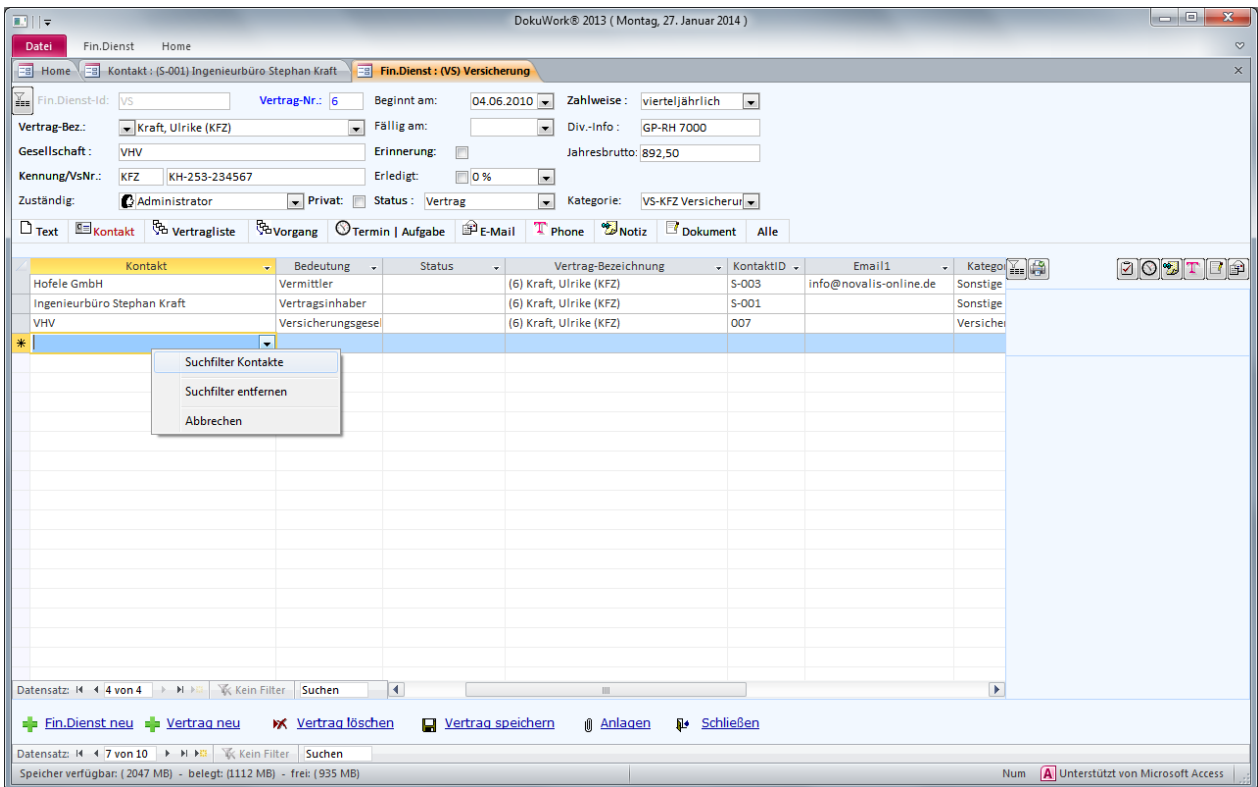 DokuWork® 2013 ( Montag, 27. Januar 2014 )
Datei Fin.Dienst Home
Home Kontakt : (S-001) Ingenieurbüro Stephan Kraft Fin.Dienst : (VS) Versicherung
Fin.Dienst-Id: VS Vertrag-Nr.: 6 Beginnt am: 04.06.2010 Zahlweise : vierteljährlich
Vertrag-Bez.: Kraft, Ulrike (KFZ) Fällig am: Div.-Info : GP-RH 7000
Gesellschaft : VHV Erinnerung: Jahresbrutto: 892,50
Kennung/VsNr.: KFZ KH-253-234567 Erledigt: 0 %
Zuständig: Administrator Privat: Status : Vertrag Kategorie: VS-KFZ Versicherur
Text Kontakt Vertragliste Vorgang Termin | Aufgabe E-Mail Phone Notiz Dokument Alle
Kontakt Bedeutung Status Vertrag-Bezeichnung KontaktID Email1 Kategor
Hofele GmbH Vermittler (6) Kraft, Ulrike (KFZ) S-003 info@novalis-online.de Sonstige
Ingenieurbüro Stephan Kraft Vertragsinhaber (6) Kraft, Ulrike (KFZ) S-001 Sonstige
VHV Versicherungsgesel (6) Kraft, Ulrike (KFZ) 007 Versicher
Suchfilter Kontakte
Suchfilter entfernen
Abbrechen
Datensatz: 4 von 4 Kein Filter Suchen
Fin.Dienst neu Vertrag neu Vertrag löschen Vertrag speichern Anlagen Schließen
Datensatz: 7 von 10 Kein Filter Suchen
Speicher verfügbar: ( 2047 MB) - belegt: (1112 MB) - frei: ( 935 MB) Num Unterstützt von Microsoft Access